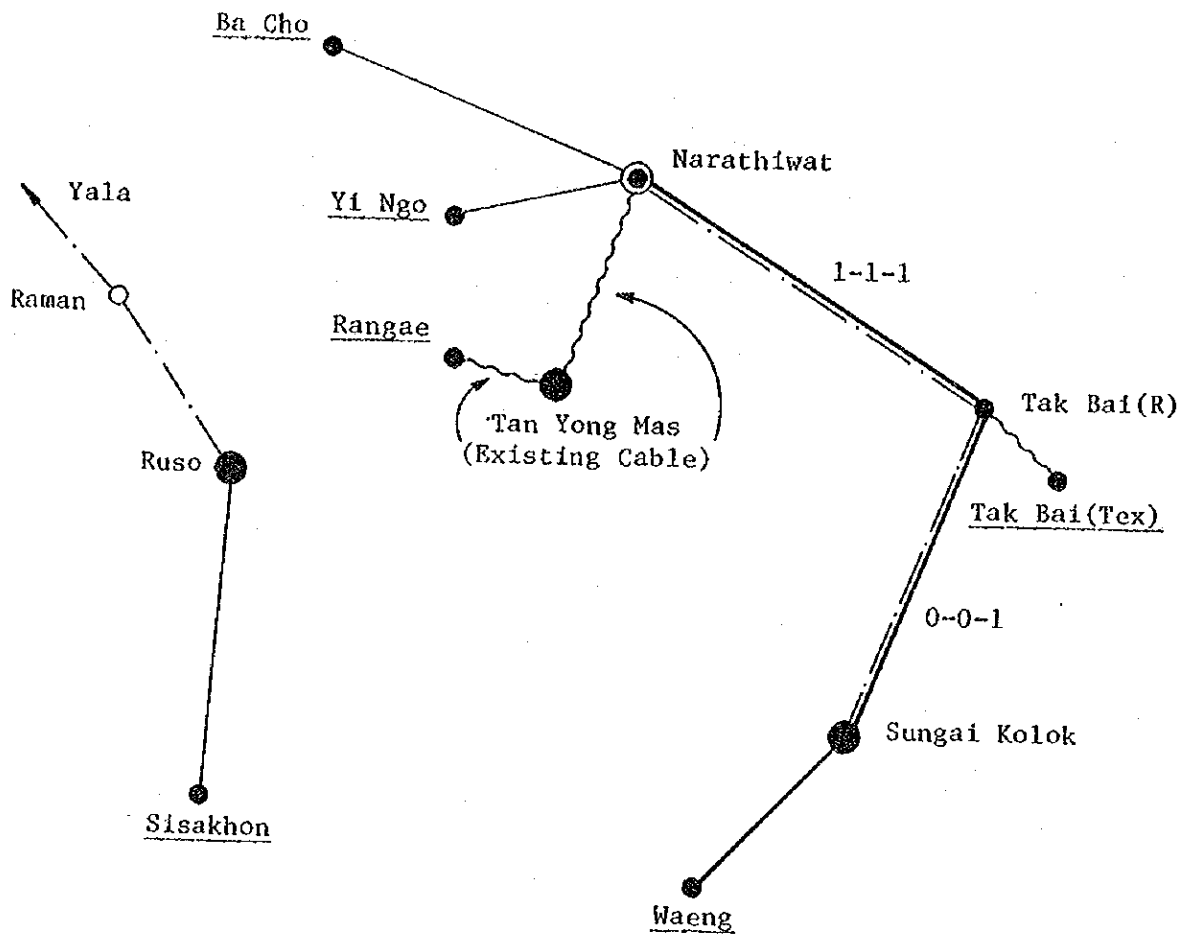 Ba Cho
Narathiwat
Yala
Yi Ngo
1-1-1
Raman
Rangae
Tak Bai(R)
Tan Yong Mas
(Existing Cable)
Ruso
Tak Bai(Tex)
0-0-1
Sungai Kolok
Sisakhon
Waeng